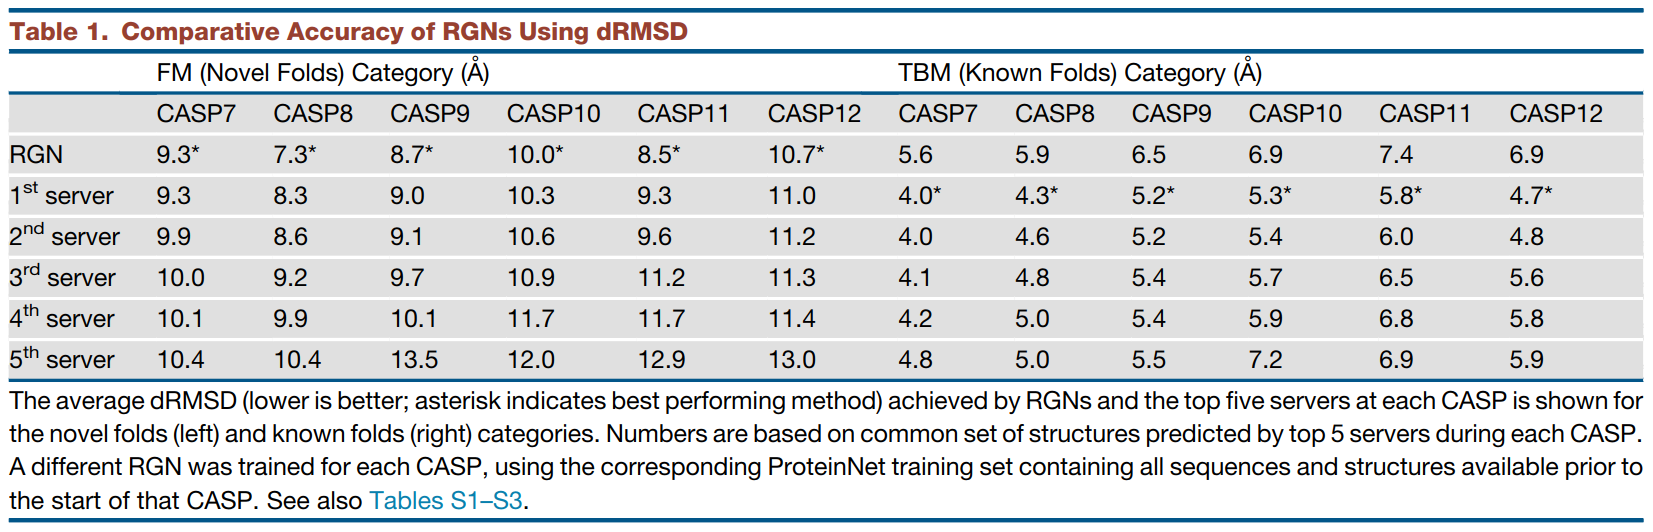 Table 1. Comparative Accuracy of RGNs Using dRMSD
FM (Novel Folds) Category (Å) TBM (Known Folds) Category (Å)
CASP7 CASP8 CASP9 CASP10 CASP11 CASP12 CASP7 CASP8 CASP9 CASP10 CASP11 CASP12
RGN 9.3* 7.3* 8.7* 10.0* 8.5* 10.7* 5.6 5.9 6.5 6.9 7.4 6.9
1st server 9.3 8.3 9.0 10.3 9.3 11.0 4.0* 4.3* 5.2* 5.3* 5.8* 4.7*
2nd server 9.9 8.6 9.1 10.6 9.6 11.2 4.0 4.6 5.2 5.4 6.0 4.8
3rd server 10.0 9.2 9.7 10.9 11.2 11.3 4.1 4.8 5.4 5.7 6.5 5.6
4th server 10.1 9.9 10.1 11.7 11.7 11.4 4.2 5.0 5.4 5.9 6.8 5.8
5th server 10.4 10.4 13.5 12.0 12.9 13.0 4.8 5.0 5.5 7.2 6.9 5.9
The average dRMSD (lower is better; asterisk indicates best performing method) achieved by RGNs and the top five servers at each CASP is shown for
the novel folds (left) and known folds (right) categories. Numbers are based on common set of structures predicted by top 5 servers during each CASP.
A different RGN was trained for each CASP, using the corresponding ProteinNet training set containing all sequences and structures available prior to
the start of that CASP. See also Tables S1–S3.